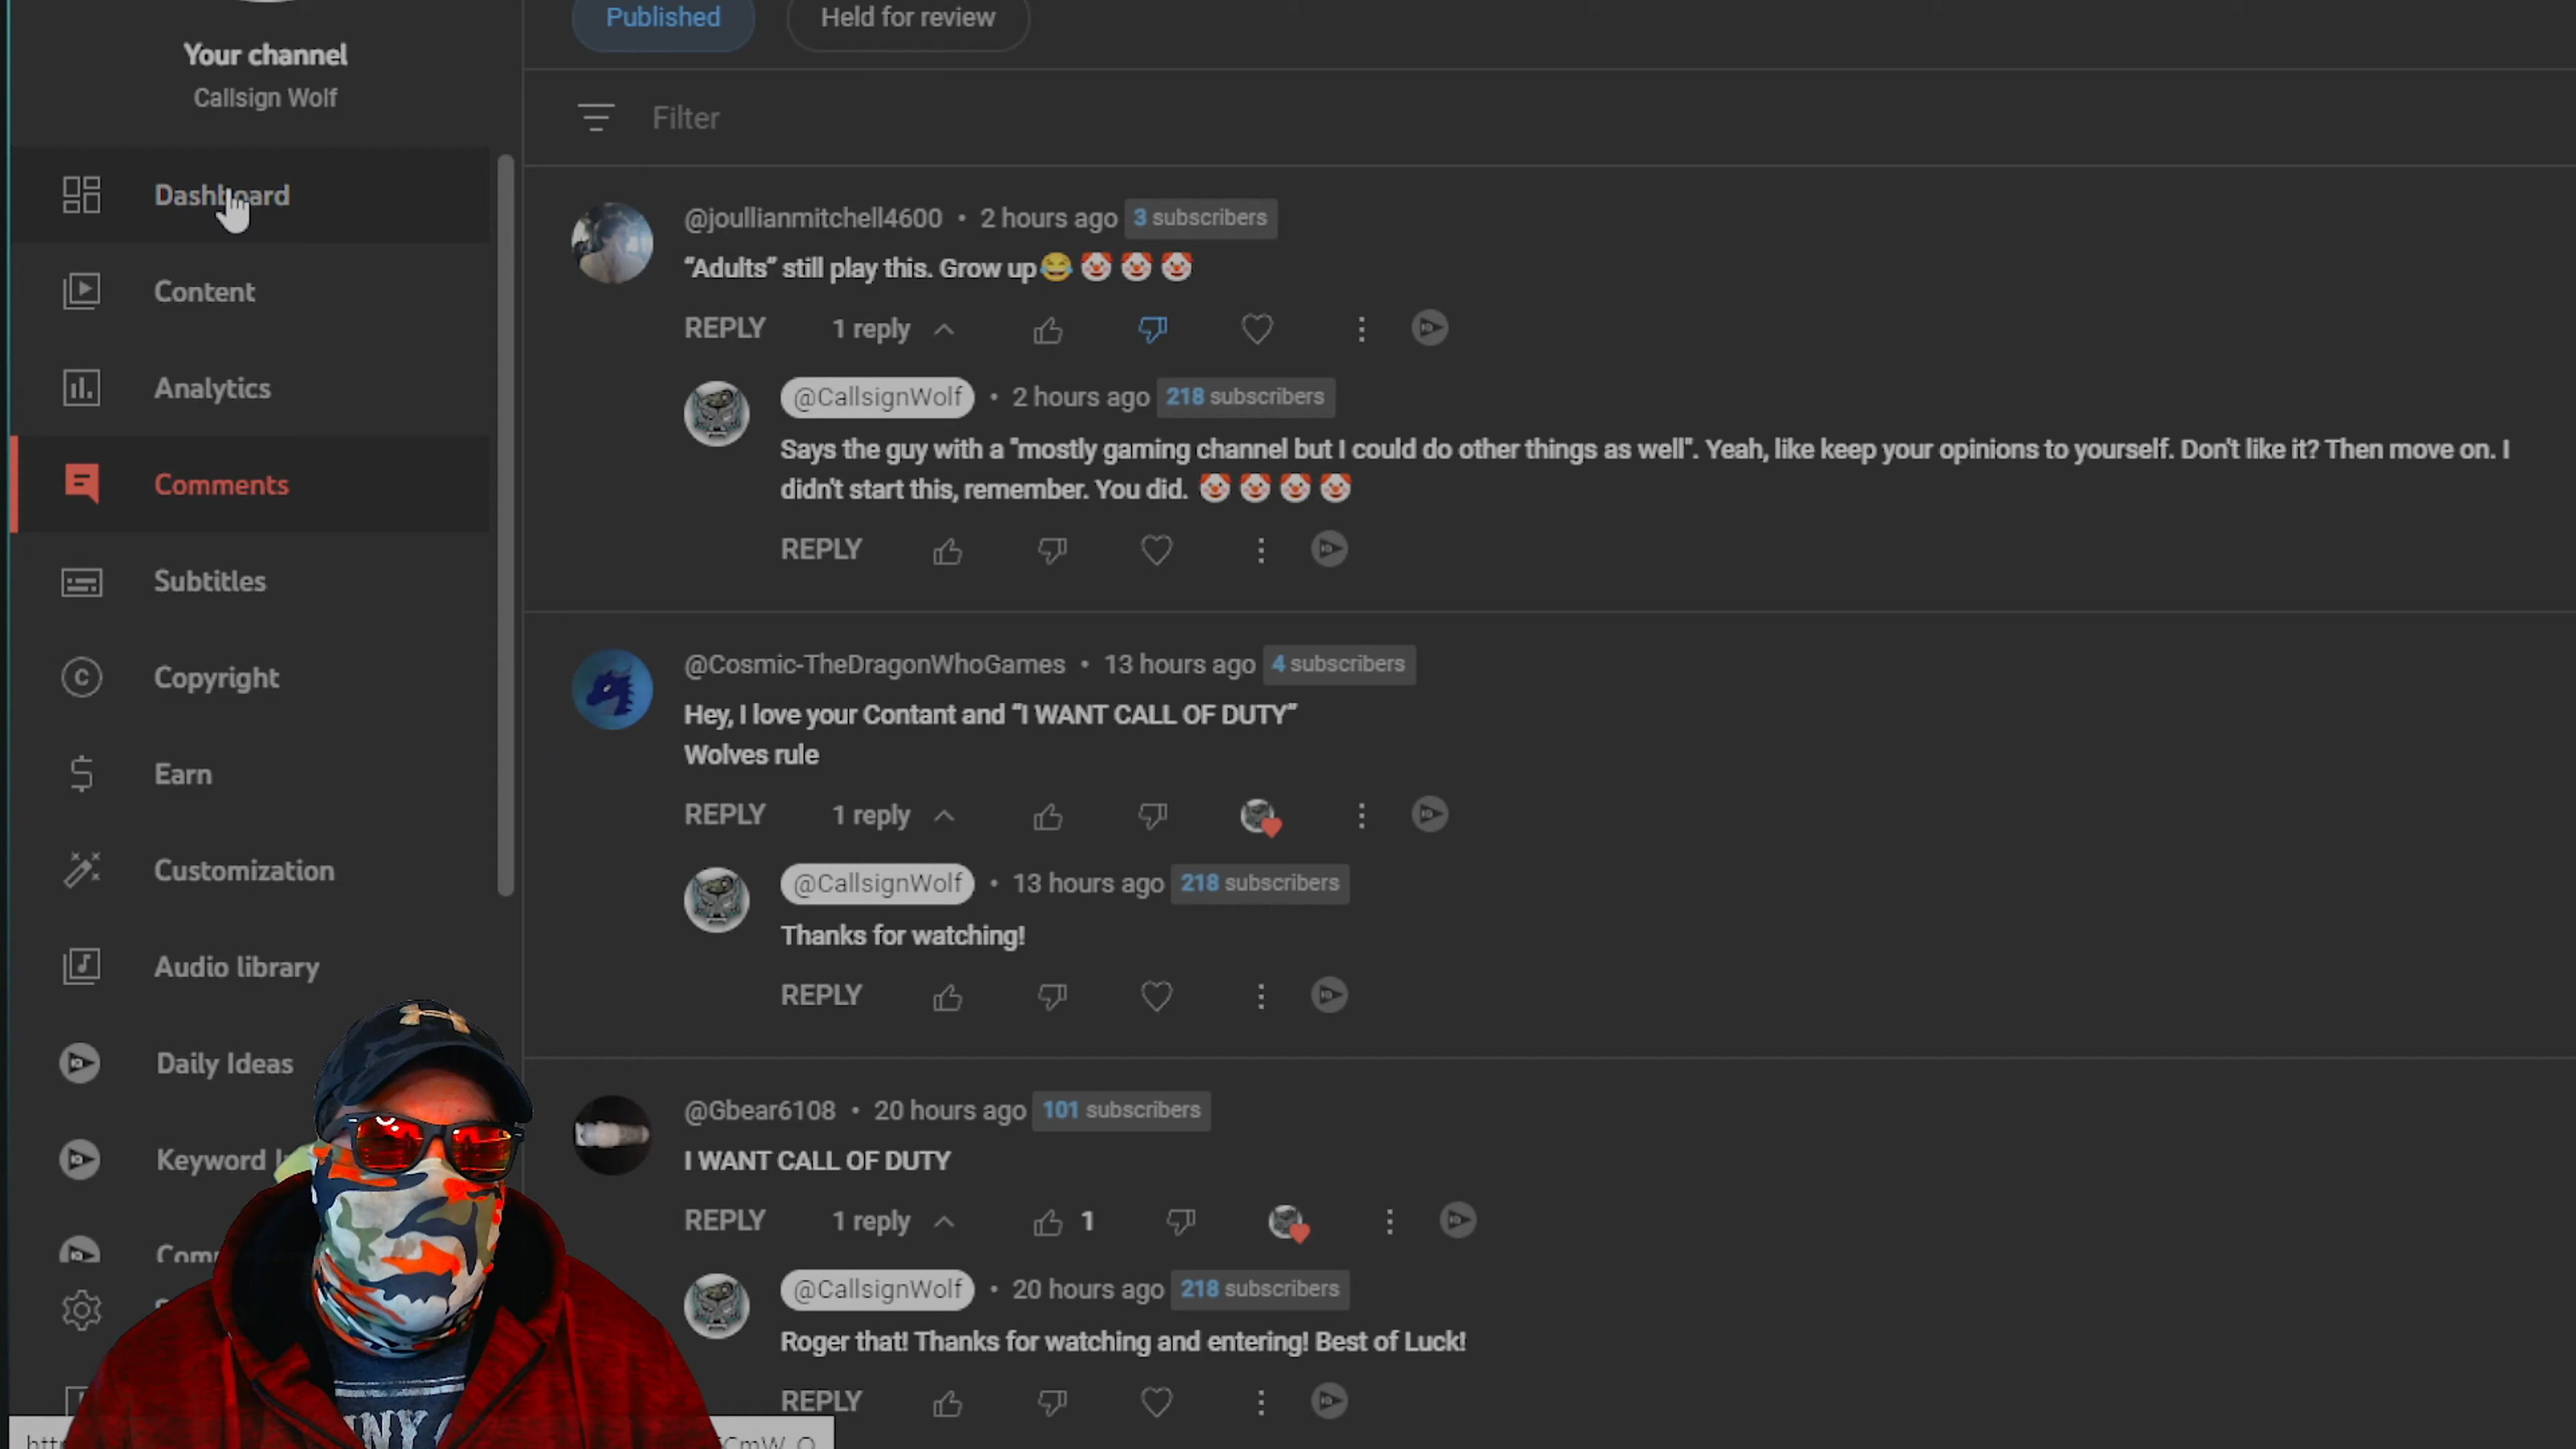 Your channel
Callsign Wolf
Dashboard
Content
Analytics
Comments
Subtitles
Copyright
Earn
Customization
Audio library
Daily Ideas
Keyword
Published
Held for review
Filter
@joullianmitchell4600 • 2 hours ago 3 subscribers
“Adults” still play this. Grow up😂 🤡 🤡 🤡
REPLY 1 reply
@CallsignWolf • 2 hours ago 218 subscribers
Says the guy with a "mostly gaming channel but I could do other things as well". Yeah, like keep your opinions to yourself. Don't like it? Then move on. I
didn't start this, remember. You did. 🤡 🤡 🤡 🤡
REPLY
@Cosmic-TheDragonWhoGames • 13 hours ago 4 subscribers
Hey, I love your Contant and “I WANT CALL OF DUTY”
Wolves rule
REPLY 1 reply
@CallsignWolf • 13 hours ago 218 subscribers
Thanks for watching!
REPLY
@Gbear6108 • 20 hours ago 101 subscribers
I WANT CALL OF DUTY
REPLY 1 reply 1
@CallsignWolf • 20 hours ago 218 subscribers
Roger that! Thanks for watching and entering! Best of Luck!
REPLY